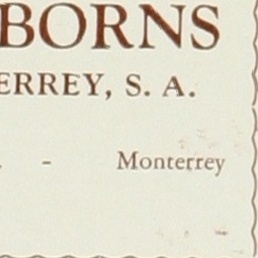 BORNS
ERREY, S. A.
. - Monterrey